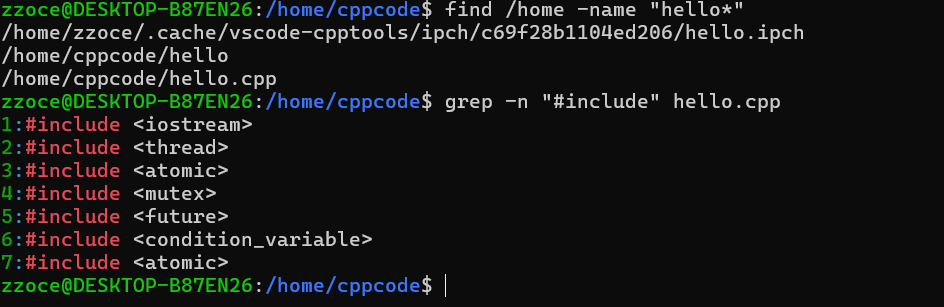 zzoce@DESKTOP-B87EN26:/home/cppcode$ find /home -name "hello*"
/home/zzoce/.cache/vscode-cpptools/ipch/c69f28b1104ed206/hello.ipch
/home/cppcode/hello
/home/cppcode/hello.cpp
zzoce@DESKTOP-B87EN26:/home/cppcode$ grep -n "#include" hello.cpp
1:#include <iostream>
2:#include <thread>
3:#include <atomic>
4:#include <mutex>
5:#include <future>
6:#include <condition_variable>
7:#include <atomic>
zzoce@DESKTOP-B87EN26:/home/cppcode$